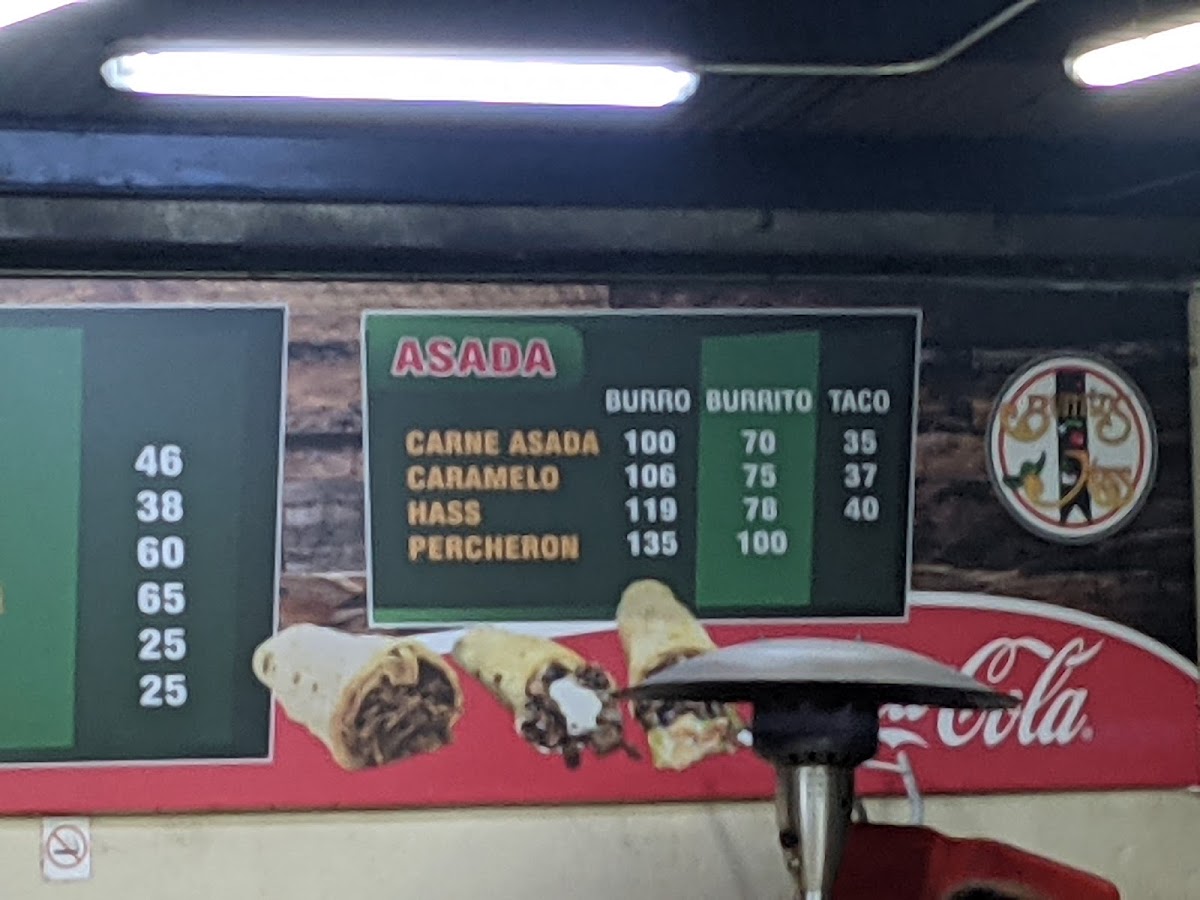 46
38
60
65
25
25
ASADA
BURRO BURRITO TACO
CARNE ASADA 100 70 35
CARAMELO 106 75 37
HASS 119 78 40
PERCHERON 135 100
Burritos
Cola